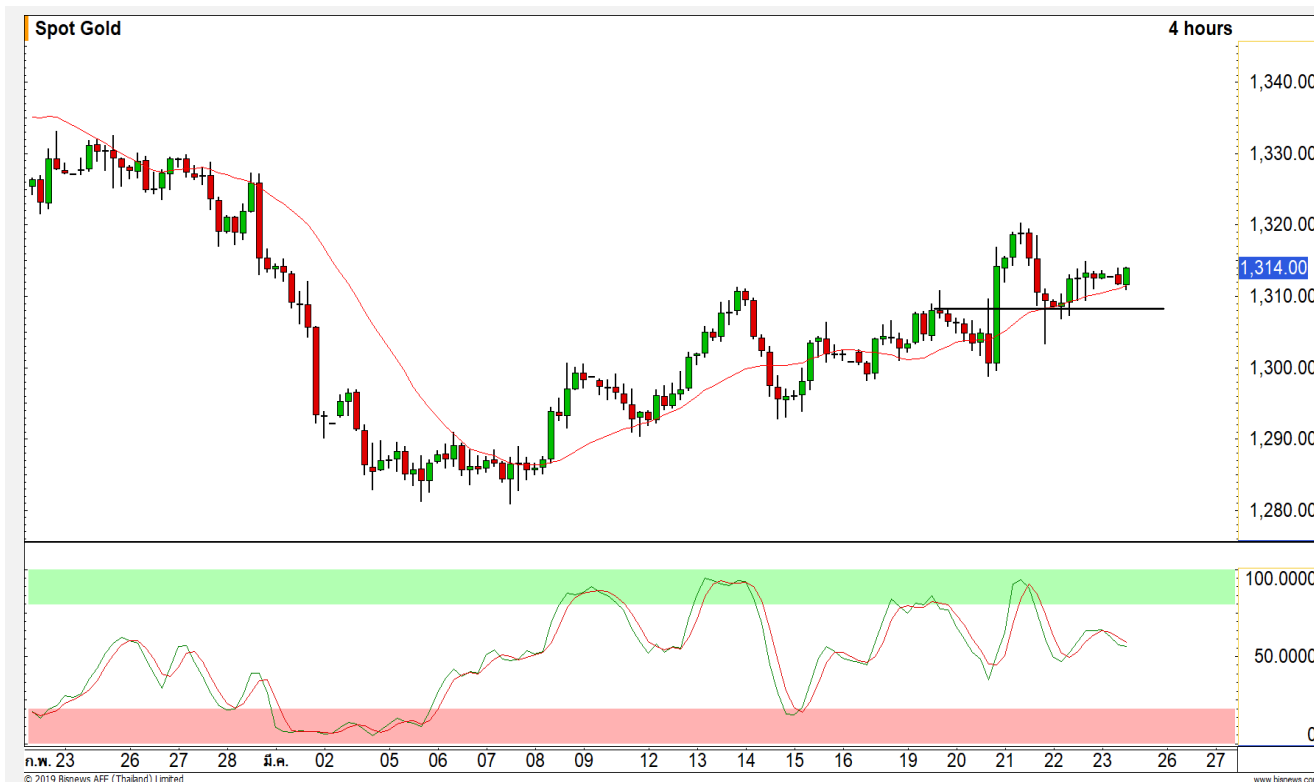 Spot Gold
4 hours
1,340.00
1,330.00
1,320.00
1,314.00
1,310.00
1,300.00
1,290.00
1,280.00
100.0000
50.0000
0
ก.พ. 23 26 27 28 มี.ค. 02 05 06 07 08 12 13 14 15 16 19 20 21 22 23 26 27
© 2019 Bisnews AFE (Thailand) Limited
www.bisnews.co